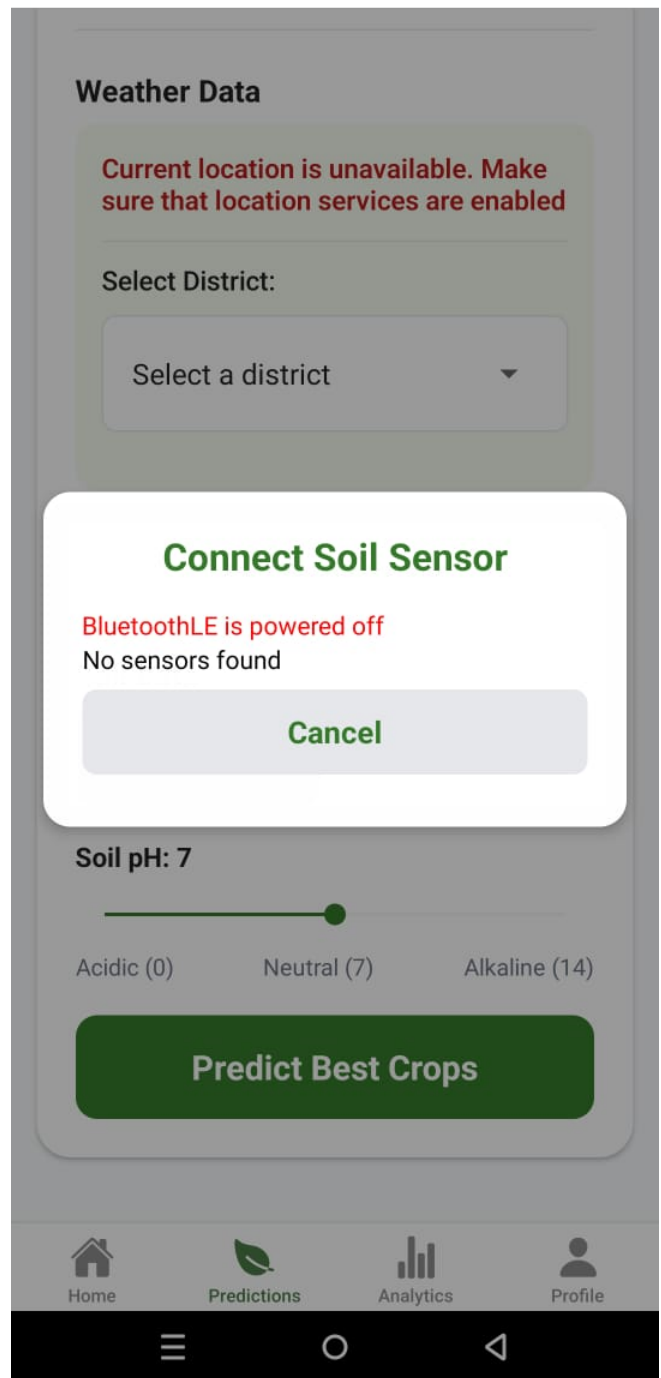 Weather Data
Current location is unavailable. Make
sure that location services are enabled
Select District:
Select a district
Connect Soil Sensor
BluetoothLE is powered off
No sensors found
Cancel
Soil pH: 7
Acidic (0) Neutral (7) Alkaline (14)
Predict Best Crops
Home Predictions Analytics Profile